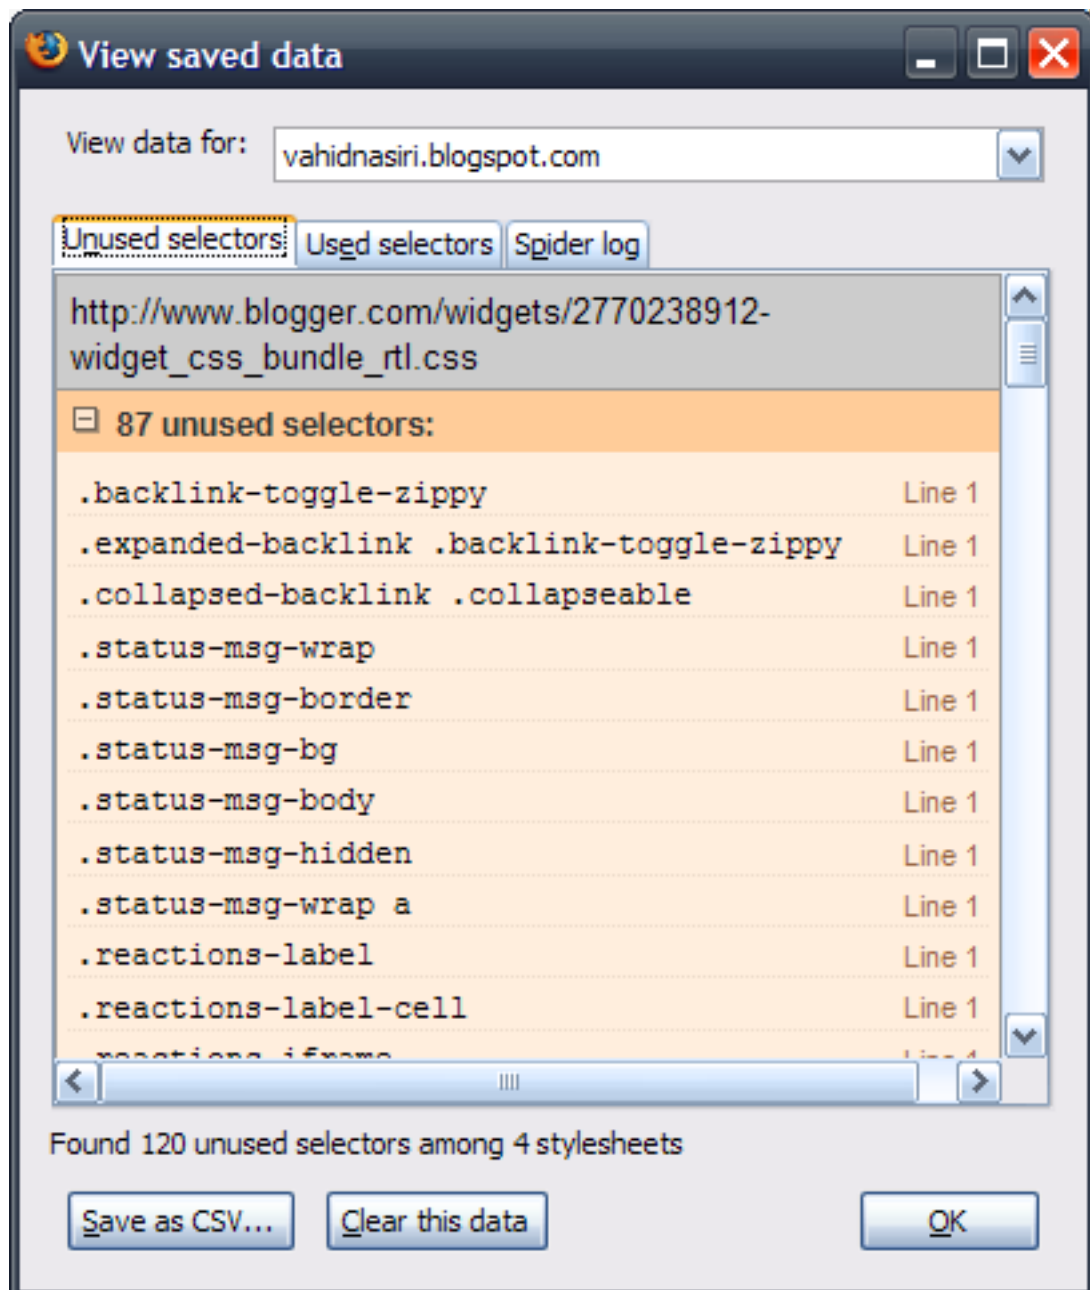 View saved data
View data for: vahidnasiri.blogspot.com
Unused selectors Used selectors Spider log
http://www.blogger.com/widgets/2770238912-
widget_css_bundle_rtl.css
87 unused selectors:
.backlink-toggle-zippy Line 1
.expanded-backlink .backlink-toggle-zippy Line 1
.collapsed-backlink .collapseable Line 1
.status-msg-wrap Line 1
.status-msg-border Line 1
.status-msg-bg Line 1
.status-msg-body Line 1
.status-msg-hidden Line 1
.status-msg-wrap a Line 1
.reactions-label Line 1
.reactions-label-cell Line 1
.reactions-iframe Line 1
Found 120 unused selectors among 4 stylesheets
Save as CSV... Clear this data OK